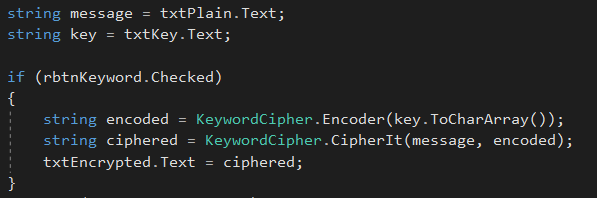 string message = txtPlain.Text;
string key = txtKey.Text;
if (rbtnKeyword.Checked)
{
string encoded = KeywordCipher.Encoder(key.ToCharArray());
string ciphered = KeywordCipher.CipherIt(message, encoded);
txtEncrypted.Text = ciphered;
}